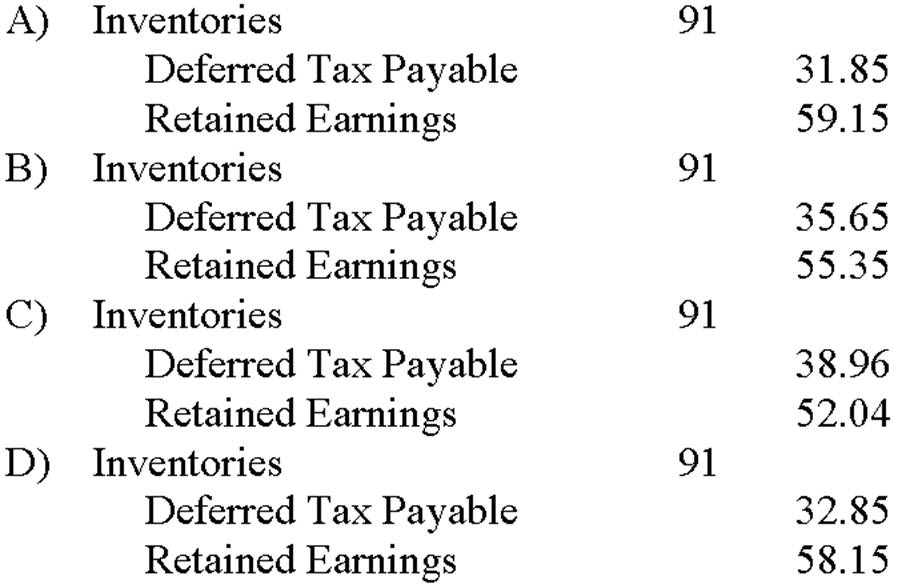 A) Inventories 91
Deferred Tax Payable 31.85
Retained Earnings 59.15
B) Inventories 91
Deferred Tax Payable 35.65
Retained Earnings 55.35
C) Inventories 91
Deferred Tax Payable 38.96
Retained Earnings 52.04
D) Inventories 91
Deferred Tax Payable 32.85
Retained Earnings 58.15